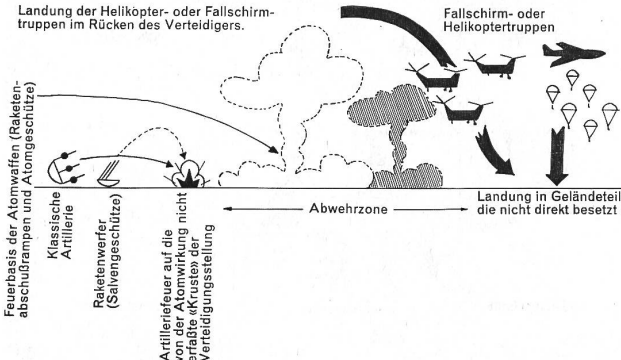 Landung der Helikopter- oder Fallschirm-
truppen im Rücken des Verteidigers.
Fallschirm- oder
Helikoptertruppen
Feuerbasis der Atomwaffen (Raketen-
abschußrampen und Atomgeschütze)
Klassische
Artillerie
Raketenwerfer
(Salvengeschütze)
Artilleriefeuer auf die
von der Atomwirkung nicht
erfaßte «Kruste» der
Verteidigungsstellung
Abwehrzone
Landung in Geländeteil
die nicht direkt besetzt